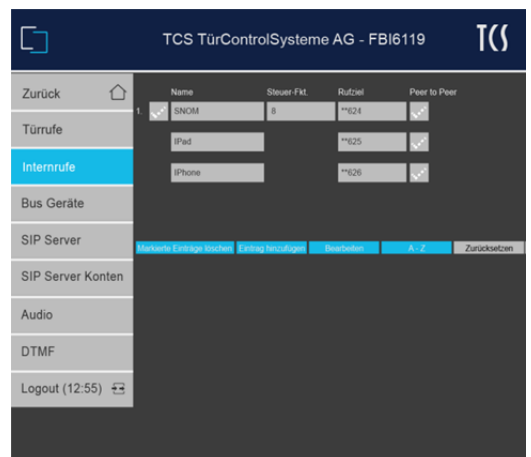 TCS TürControlSysteme AG - FBI6119
TCS
Zurück
Türrufe
Internrufe
Bus Geräte
SIP Server
SIP Server Konten
Audio
DTMF
Logout (12:55)
Name Steuer-Fkt. Rufziel Peer to Peer
1. SNOM 8 **624
IPad **625
IPhone **626
Markierte Einträge löschen Eintrag hinzufügen Bearbeiten A - Z Zurücksetzen